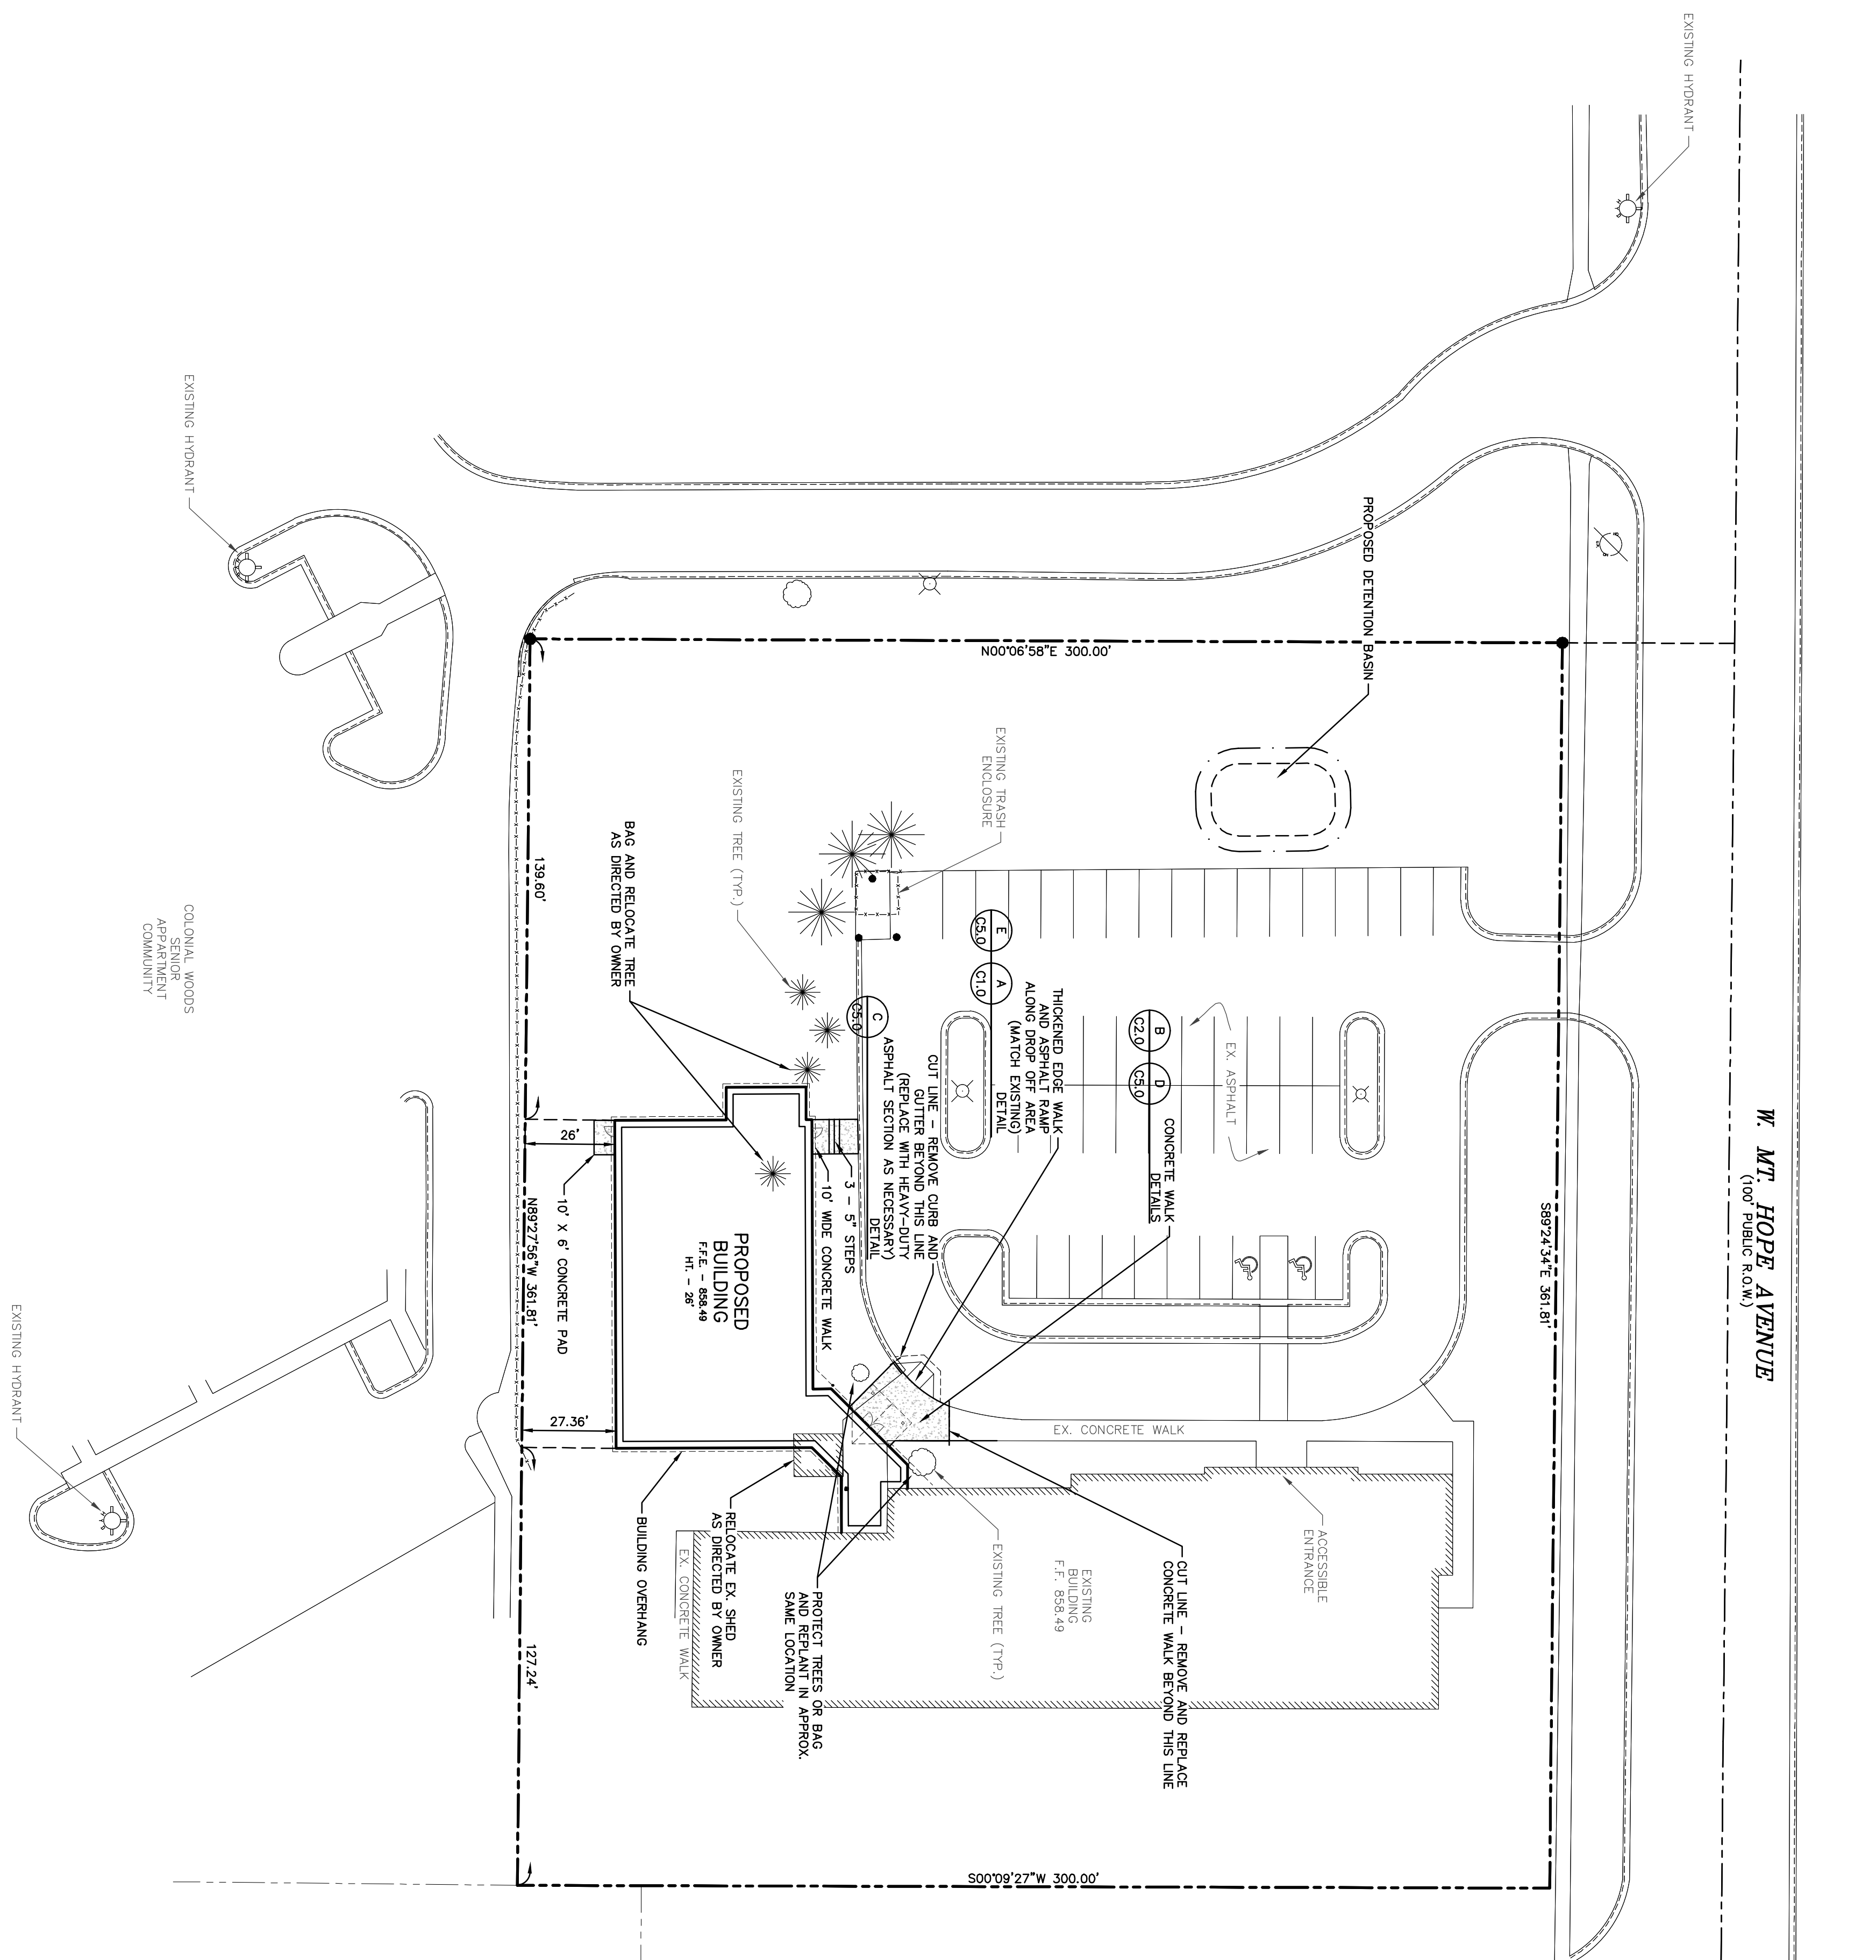 W. MT. HOPE AVENUE
(100' PUBLIC R.O.W.)
EXISTING HYDRANT
S89°24'34"E 361.81'
PROPOSED DETENTION BASIN
N00°06'58"E 300.00'
EXISTING TRASH
ENCLOSURE
EXISTING TREE (TYP.)
BAG AND RELOCATE TREE
AS DIRECTED BY OWNER
EX. ASPHALT
B
C2.0
D
C5.0
CONCRETE WALK
DETAILS
THICKENED EDGE WALK
AND ASPHALT RAMP
ALONG DROP OFF AREA
(MATCH EXISTING)
DETAIL
E
C5.0
A
C1.0
CUT LINE - REMOVE CURB AND
GUTTER BEYOND THIS LINE
(REPLACE WITH HEAVY-DUTY
ASPHALT SECTION AS NECESSARY)
DETAIL
C
C5.0
3 - 5" STEPS
10' WIDE CONCRETE WALK
PROPOSED
BUILDING
F.F.E. - 858.49
HT. - 26'
10' X 6' CONCRETE PAD
139.60'
26'
N89°27'56"W 361.81'
27.36'
127.24'
EX. CONCRETE WALK
ACCESSIBLE
ENTRANCE
CUT LINE - REMOVE AND REPLACE
CONCRETE WALK BEYOND THIS LINE
EXISTING
BUILDING
F.F. 858.49
EXISTING TREE (TYP.)
PROTECT TREES OR BAG
AND REPLANT IN APPROX.
SAME LOCATION
RELOCATE EX. SHED
AS DIRECTED BY OWNER
EX. CONCRETE WALK
BUILDING OVERHANG
S00°09'27"W 300.00'
EXISTING HYDRANT
COLONIAL WOODS
SENIOR
APPARTMENT
COMMUNITY
EXISTING HYDRANT